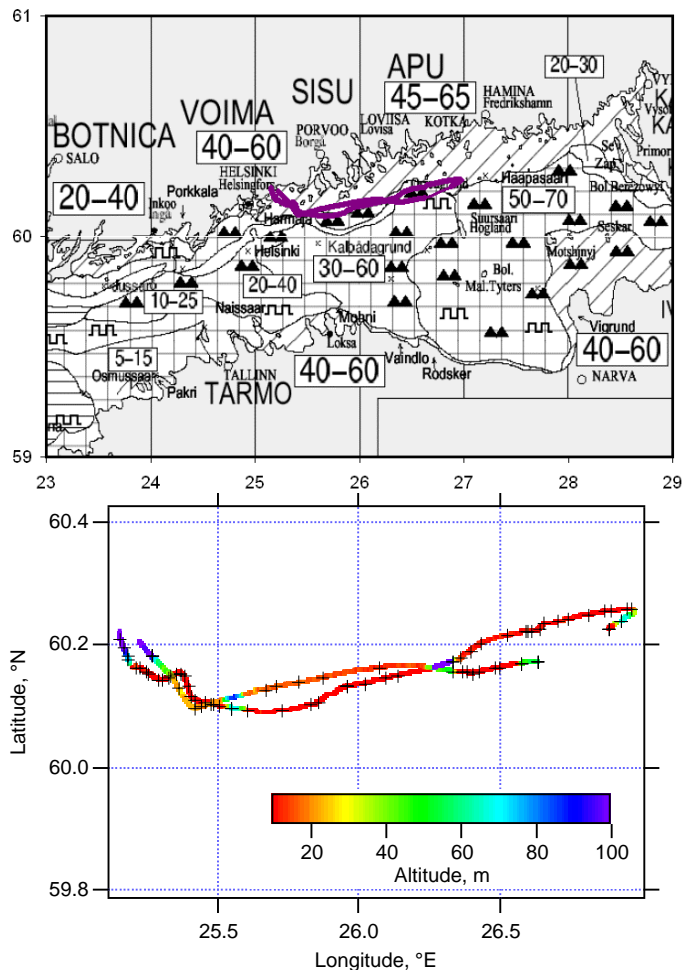 61
20–30
APU
SISU
45–65
HAMINA
Fredrikshamn
VOIMA
KOTKA
LOVIISA
Lovisa
BOTNICA
40–60
PORVOO
Borgå
SALO
HELSINKI
Helsingfors
Haapasaari
Bol.Berezowyj
20–40
Porkkala
50–70
Inkoo
Ingå
Harmaja
Suursaari
Hogland
Seskar
60
Helsinki
Kalbådagrund
Motshnyj
Jussarö
20–40
30–60
Bol.
10–25
Mal.Tyters
Naissaar
Mohni
Vigrund
5–15
Loksa
40–60
40–60
Vaindlo
Osmussaar
TALLINN
Rodsker
NARVA
Pakri
TARMO
59
23 24 25 26 27 28 29
60.4
60.2
Latitude, °N
60.0
20 40 60 80 100
Altitude, m
59.8
25.5 26.0 26.5
Longitude, °E